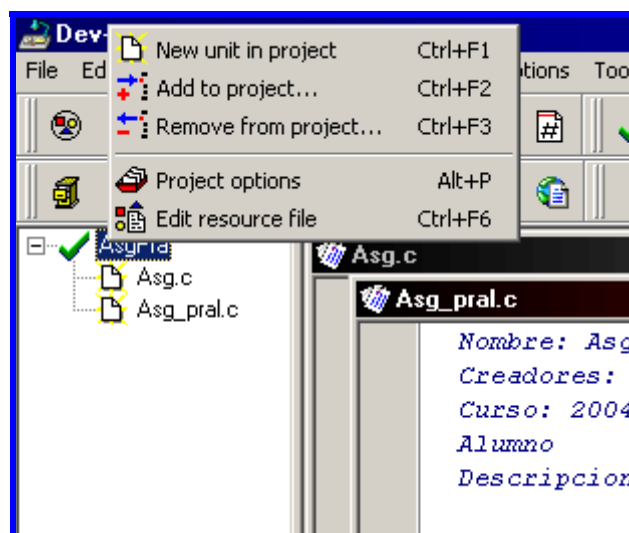 Dev-
File Ed tions Too
New unit in project Ctrl+F1
Add to project... Ctrl+F2
Remove from project... Ctrl+F3
Project options Alt+P
Edit resource file Ctrl+F6
AsgPra
Asg.c
Asg_pral.c
Asg.c
Asg_pral.c
Nombre: Asg
Creadores:
Curso: 2004
Alumno
Descripcion